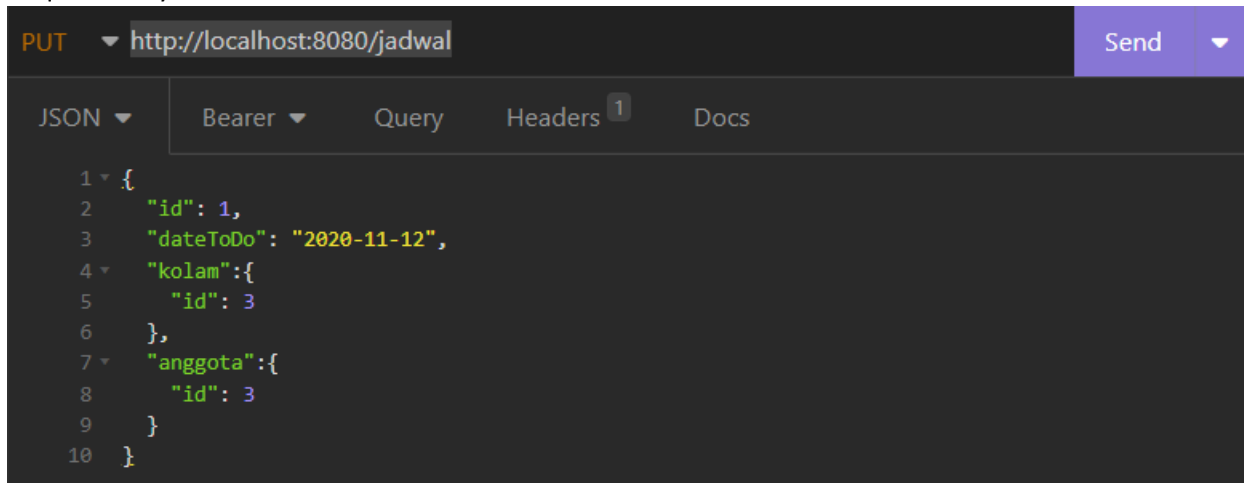 PUT http://localhost:8080/jadwal Send
JSON Bearer Query Headers 1 Docs
1 {
2 "id": 1,
3 "dateToDo": "2020-11-12",
4 "kolam":{
5 "id": 3
6 },
7 "anggota":{
8 "id": 3
9 }
10 }